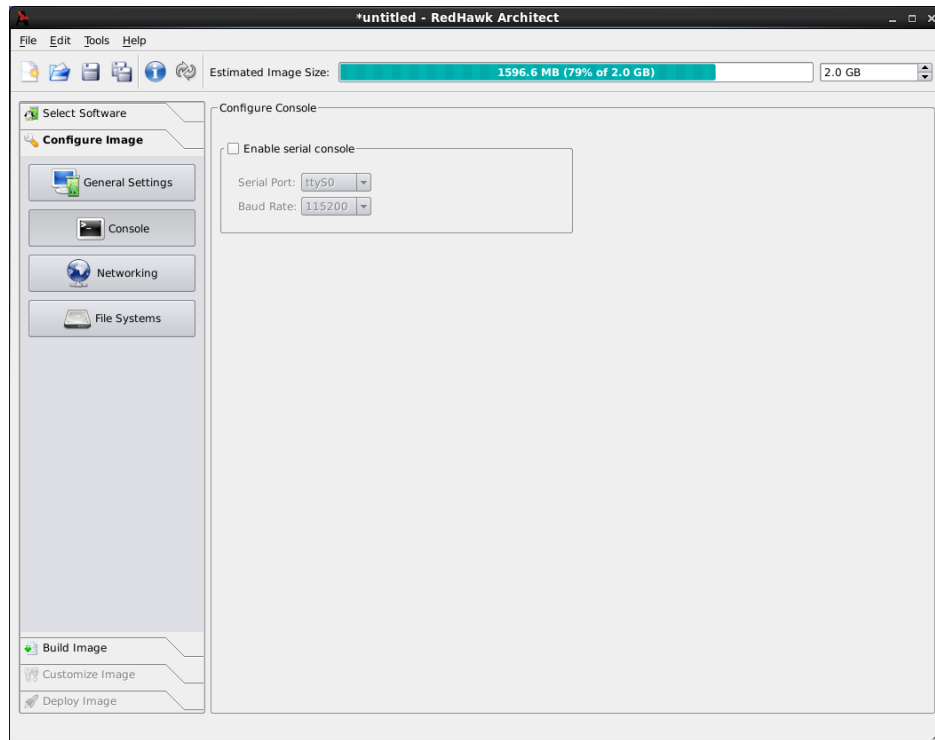 *untitled - RedHawk Architect
File Edit Tools Help
Estimated Image Size: 1596.6 MB (79% of 2.0 GB) 2.0 GB
Select Software
Configure Image
General Settings
Console
Networking
File Systems
Build Image
Customize Image
Deploy Image
Configure Console
Enable serial console
Serial Port: ttyS0
Baud Rate: 115200